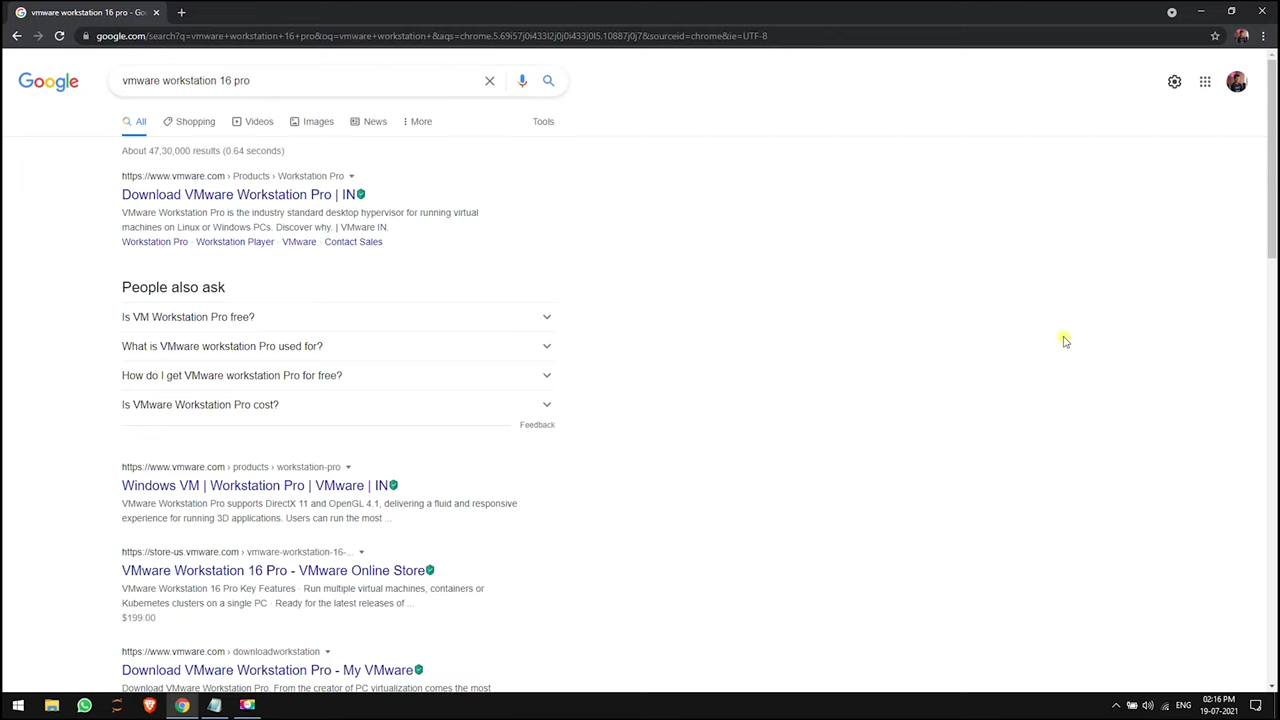 vmware workstation 16 pro - Goo
google.com/search?q=vmware+workstation+16+pro&oq=vmware+workstation+&aqs=chrome.5.69i57j0i433l2j0j0i433j0l5.10887j0j7&sourceid=chrome&ie=UTF-8
Google
vmware workstation 16 pro
All
Shopping
Videos
Images
News
More
Tools
About 47,30,000 results (0.64 seconds)
https://www.vmware.com › Products › Workstation Pro
Download VMware Workstation Pro | IN
VMware Workstation Pro is the industry standard desktop hypervisor for running virtual
machines on Linux or Windows PCs. Discover why. | VMware IN.
Workstation Pro · Workstation Player · VMware · Contact Sales
People also ask
Is VM Workstation Pro free?
What is VMware workstation Pro used for?
How do I get VMware workstation Pro for free?
Is VMware Workstation Pro cost?
Feedback
https://www.vmware.com › products › workstation-pro
Windows VM | Workstation Pro | VMware | IN
VMware Workstation Pro supports DirectX 11 and OpenGL 4.1, delivering a fluid and responsive
experience for running 3D applications. Users can run the most ...
https://store-us.vmware.com › vmware-workstation-16-...
VMware Workstation 16 Pro - VMware Online Store
VMware Workstation 16 Pro Key Features · Run multiple virtual machines, containers or
Kubernetes clusters on a single PC · Ready for the latest releases of ...
$199.00
https://www.vmware.com › downloadworkstation
Download VMware Workstation Pro - My VMware
Download VMware Workstation Pro. From the creator of PC virtualization comes the most
ENG
02:16 PM
19-07-2021